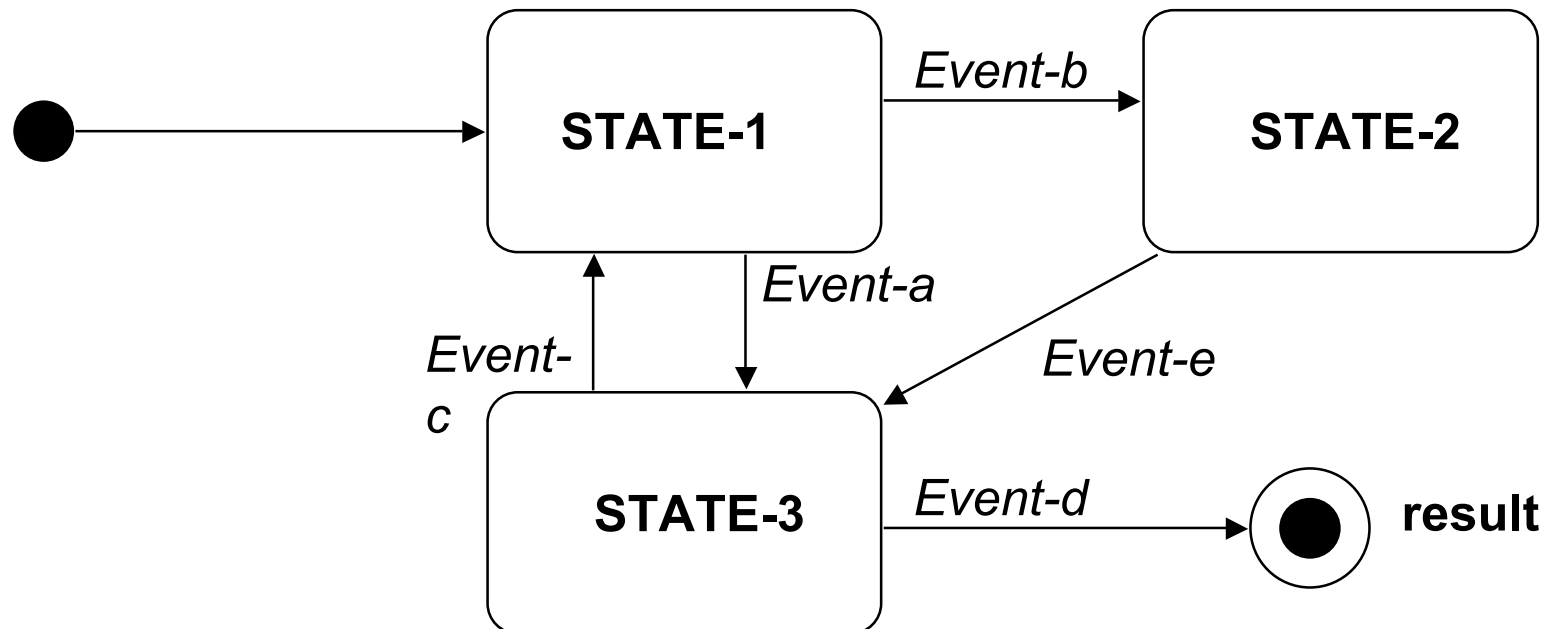 Event-b
STATE-1
STATE-2
Event-a
Event-
c
Event-e
STATE-3
Event-d
result